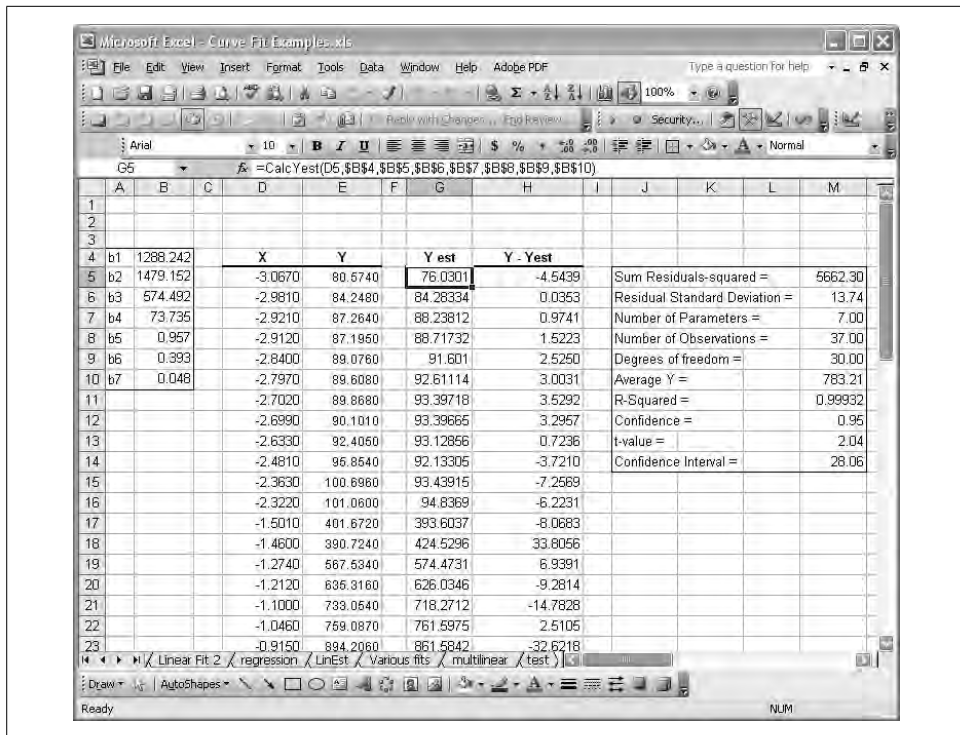 Microsoft Excel - Curve Fit Examples.xls
File Edit View Insert Format Tools Data Window Help Adobe PDF Type a question for help
100%
Reply with Changes... End Review... Security...
Arial 10 B I U $ % , Normal
G5 fx =CalcYest(D5,$B$4,$B$5,$B$6,$B$7,$B$8,$B$9,$B$10)
A B C D E F G H I J K L M
1
2
3
4 b1 1288.242 X Y Y est Y - Yest
5 b2 1479.152 -3.0670 80.5740 76.0301 -4.5439 Sum Residuals-squared = 5662.30
6 b3 574.492 -2.9810 84.2480 84.28334 0.0353 Residual Standard Deviation = 13.74
7 b4 73.735 -2.9210 87.2640 88.23812 0.9741 Number of Parameters = 7.00
8 b5 0.957 -2.9120 87.1950 88.71732 1.5223 Number of Observations = 37.00
9 b6 0.393 -2.8400 89.0760 91.601 2.5250 Degrees of freedom = 30.00
10 b7 0.048 -2.7970 89.6080 92.61114 3.0031 Average Y = 783.21
11 -2.7020 89.8680 93.39718 3.5292 R-Squared = 0.99932
12 -2.6990 90.1010 93.39665 3.2957 Confidence = 0.95
13 -2.6330 92.4050 93.12856 0.7236 t-value = 2.04
14 -2.4810 95.8540 92.13305 -3.7210 Confidence Interval = 28.06
15 -2.3630 100.6960 93.43915 -7.2569
16 -2.3220 101.0600 94.8369 -6.2231
17 -1.5010 401.6720 393.6037 -8.0683
18 -1.4600 390.7240 424.5296 33.8056
19 -1.2740 567.5340 574.4731 6.9391
20 -1.2120 635.3160 626.0346 -9.2814
21 -1.1000 733.0540 718.2712 -14.7828
22 -1.0460 759.0870 761.5975 2.5105
23 -0.9150 894.2060 861.5842 -32.6218
Linear Fit 2 / regression / LinEst / Various fits / multilinear / test
Draw AutoShapes
Ready NUM